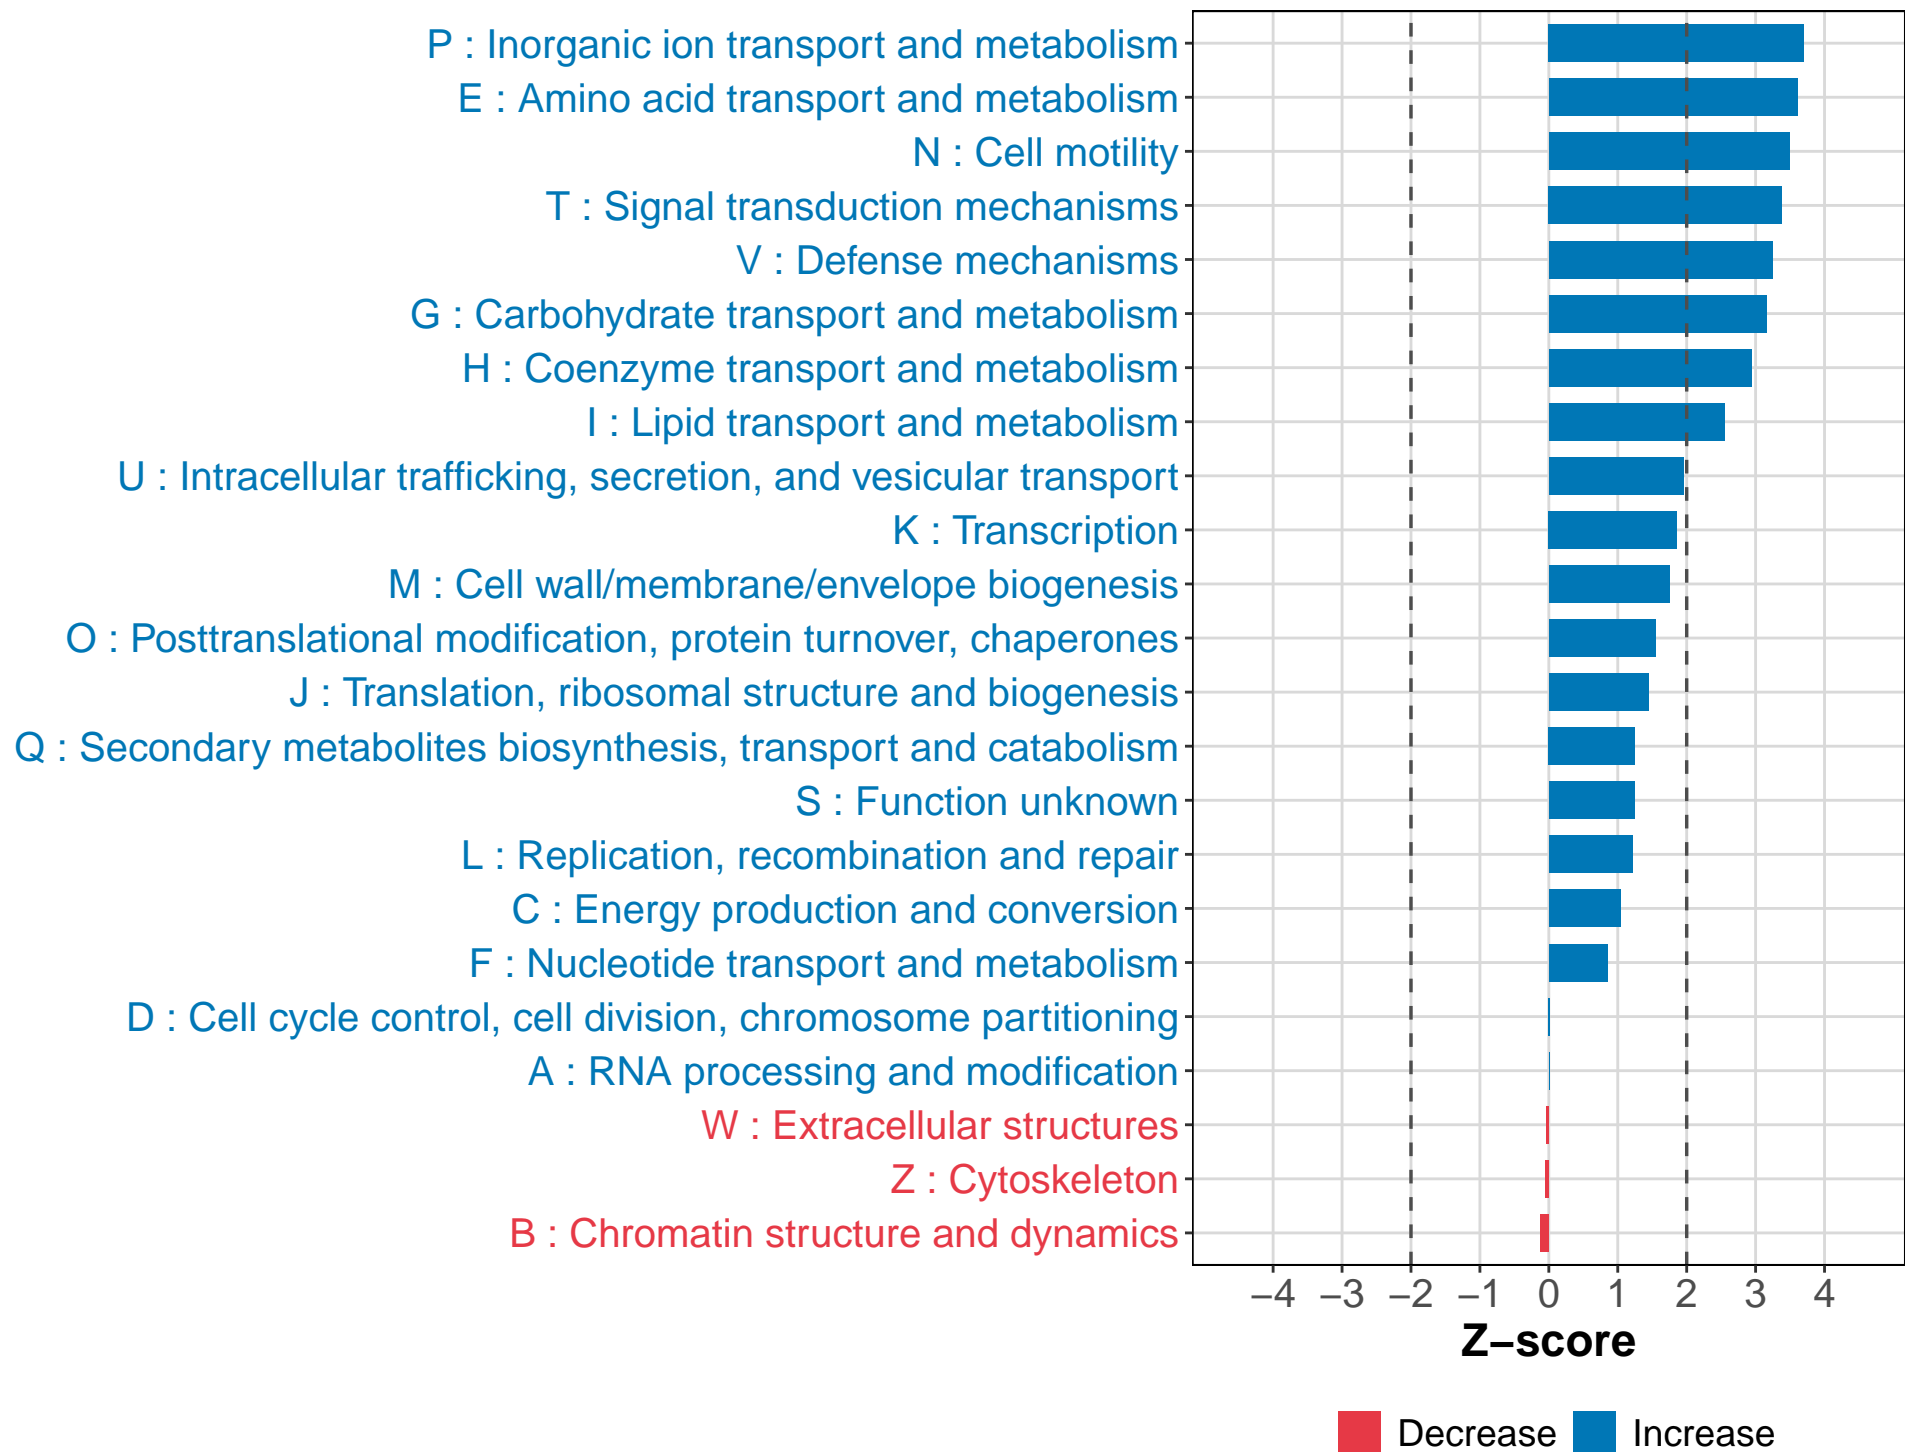 P : Inorganic ion transport and metabolism
E : Amino acid transport and metabolism
N : Cell motility
T : Signal transduction mechanisms
V : Defense mechanisms
G : Carbohydrate transport and metabolism
H : Coenzyme transport and metabolism
I : Lipid transport and metabolism
U : Intracellular trafficking, secretion, and vesicular transport
K : Transcription
M : Cell wall/membrane/envelope biogenesis
O : Posttranslational modification, protein turnover, chaperones
J : Translation, ribosomal structure and biogenesis
Q : Secondary metabolites biosynthesis, transport and catabolism
S : Function unknown
L : Replication, recombination and repair
C : Energy production and conversion
F : Nucleotide transport and metabolism
D : Cell cycle control, cell division, chromosome partitioning
A : RNA processing and modification
W : Extracellular structures
Z : Cytoskeleton
B : Chromatin structure and dynamics
−4 −3 −2 −1 0 1 2 3 4
Z−score
Decrease Increase